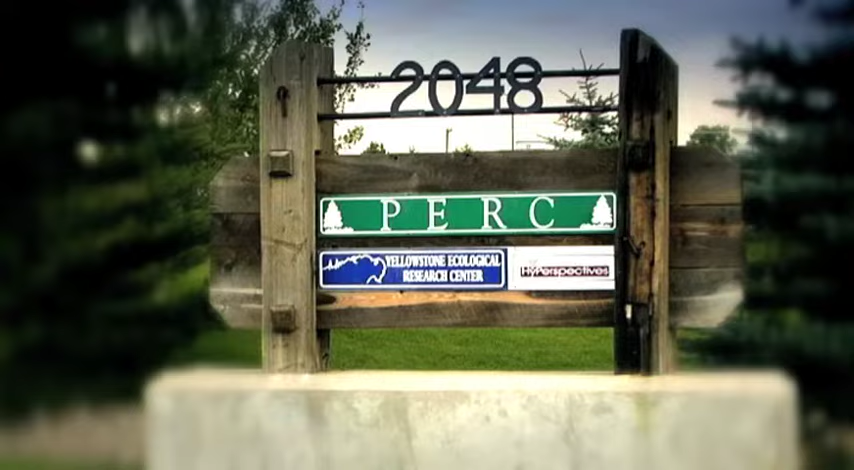 2048
PERC
YELLOWSTONE ECOLOGICAL
RESEARCH CENTER
HyPerspectives